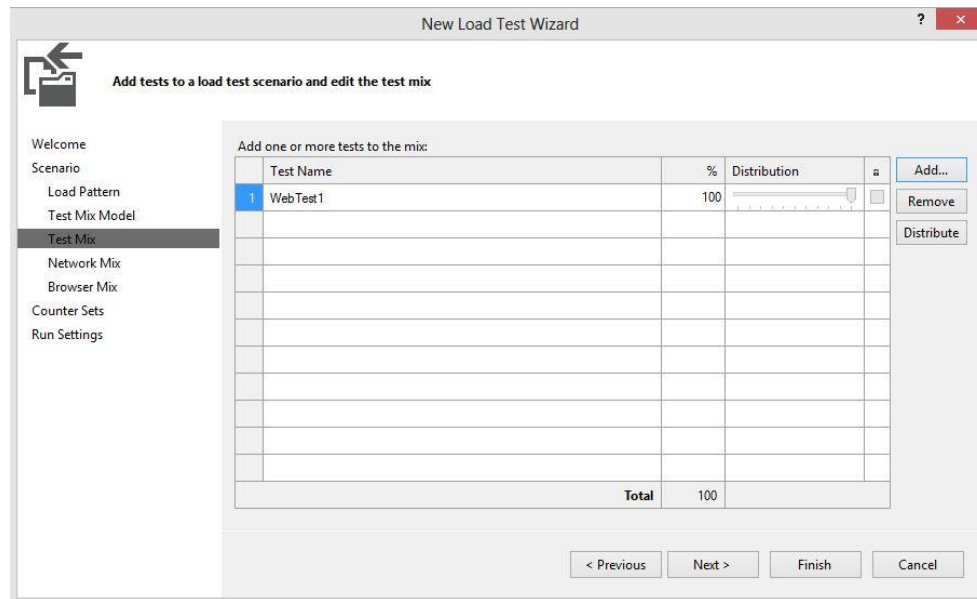 New Load Test Wizard
?
×
Add tests to a load test scenario and edit the test mix
Welcome
Scenario
Load Pattern
Test Mix Model
Test Mix
Network Mix
Browser Mix
Counter Sets
Run Settings
Add one or more tests to the mix:
Test Name % Distribution
1 WebTest1 100
Total 100
Add...
Remove
Distribute
< Previous Next > Finish Cancel